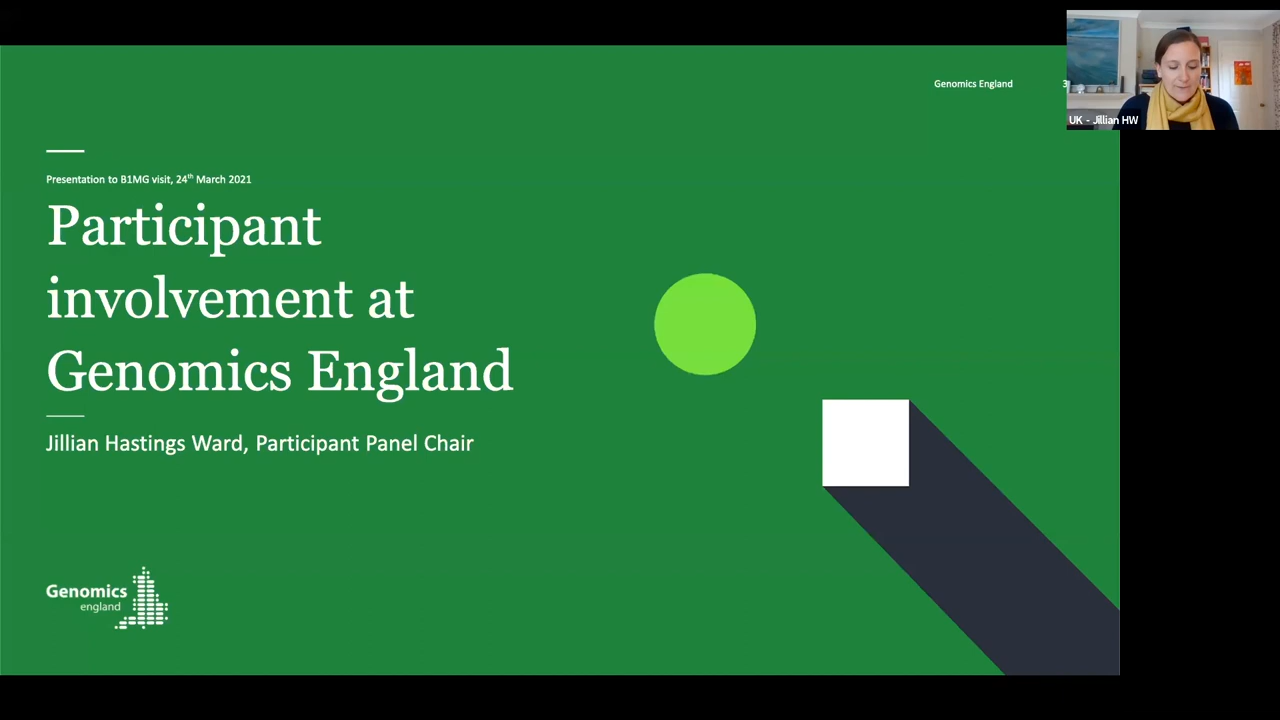 Genomics England
3
UK - Jillian HW
Presentation to B1MG visit, 24th March 2021
Participant
involvement at
Genomics England
Jillian Hastings Ward, Participant Panel Chair
Genomics
england